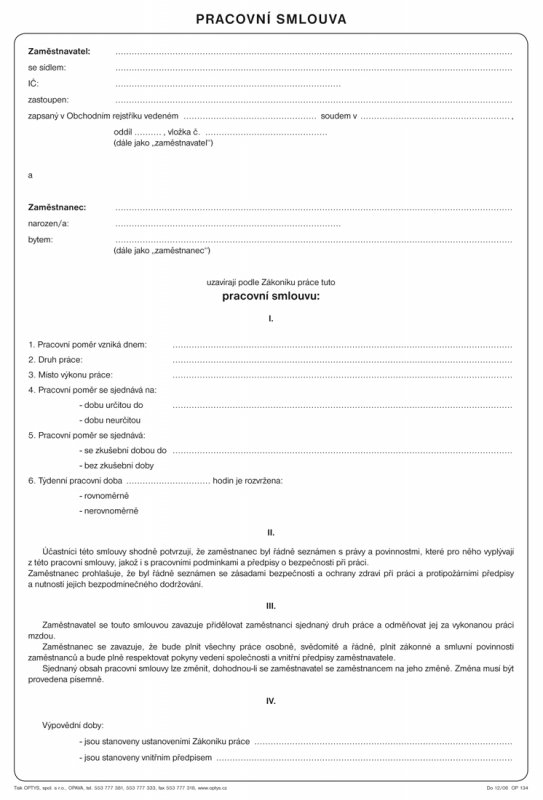 PRACOVNÍ SMLOUVA
Zaměstnavatel: ..............................
se sídlem: ..............................
IČ: ..............................
zastoupen: ..............................
zapsaný v Obchodním rejstříku vedeném .............................. soudem v .............................. ,
oddíl .......... , vložka č. ..............................
(dále jako „zaměstnavatel“)
a
Zaměstnanec: ..............................
narozen/a: ..............................
bytem: ..............................
(dále jako „zaměstnanec“)
uzavírají podle Zákoníku práce tuto
pracovní smlouvu:
I.
1. Pracovní poměr vzniká dnem: ..............................
2. Druh práce: ..............................
3. Místo výkonu práce: ..............................
4. Pracovní poměr se sjednává na:
- dobu určitou do ..............................
- dobu neurčitou
5. Pracovní poměr se sjednává:
- se zkušební dobou do ..............................
- bez zkušební doby
6. Týdenní pracovní doba .............................. hodin je rozvržena:
- rovnoměrně
- nerovnoměrně
II.
Účastníci této smlouvy shodně potvrzují, že zaměstnanec byl řádně seznámen s právy a povinnostmi, které pro něho vyplývají
z této pracovní smlouvy, jakož i s pracovními podmínkami a předpisy o bezpečnosti při práci.
Zaměstnanec prohlašuje, že byl řádně seznámen se zásadami bezpečnosti a ochrany zdraví při práci a protipožárními předpisy
a nutností jejich bezpodmínečného dodržování.
III.
Zaměstnavatel se touto smlouvou zavazuje přidělovat zaměstnanci sjednaný druh práce a odměňovat jej za vykonanou práci
mzdou.
Zaměstnanec se zavazuje, že bude plnit všechny práce osobně, svědomitě a řádně, plnit zákonné a smluvní povinnosti
zaměstnanců a bude plně respektovat pokyny vedení společnosti a vnitřní předpisy zaměstnavatele.
Sjednaný obsah pracovní smlouvy lze změnit, dohodnou-li se zaměstnavatel se zaměstnancem na jeho změně. Změna musí být
provedena písemně.
IV.
Výpovědní doby:
- jsou stanoveny ustanoveními Zákoníku práce ..............................
- jsou stanoveny vnitřním předpisem ..............................
Tisk OPTYS, spol. s r.o., OPAVA, tel. 553 777 381, 553 777 333, fax 553 777 318, www.optys.cz
Do 12/06 OP 134